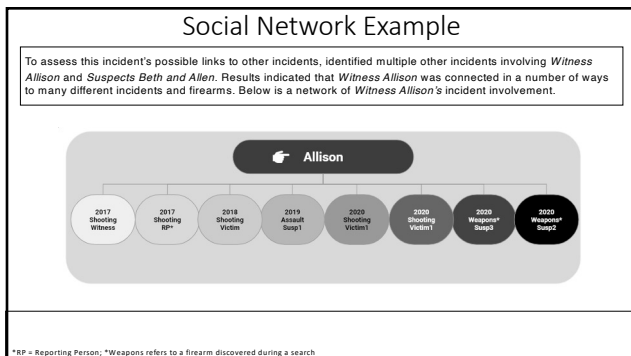 Social Network Example
To assess this incident's possible links to other incidents, identified multiple other incidents involving Witness
Allison and Suspects Beth and Allen. Results indicated that Witness Allison was connected in a number of ways
to many different incidents and firearms. Below is a network of Witness Allison's incident involvement.
Allison
2017
Shooting
Witness
2017
Shooting
RP*
2018
Shooting
Victim
2019
Assault
Susp1
2020
Shooting
Victim1
2020
Shooting
Victim1
2020
Weapons*
Susp3
2020
Weapons*
Susp2
*RP = Reporting Person; *Weapons refers to a firearm discovered during a search